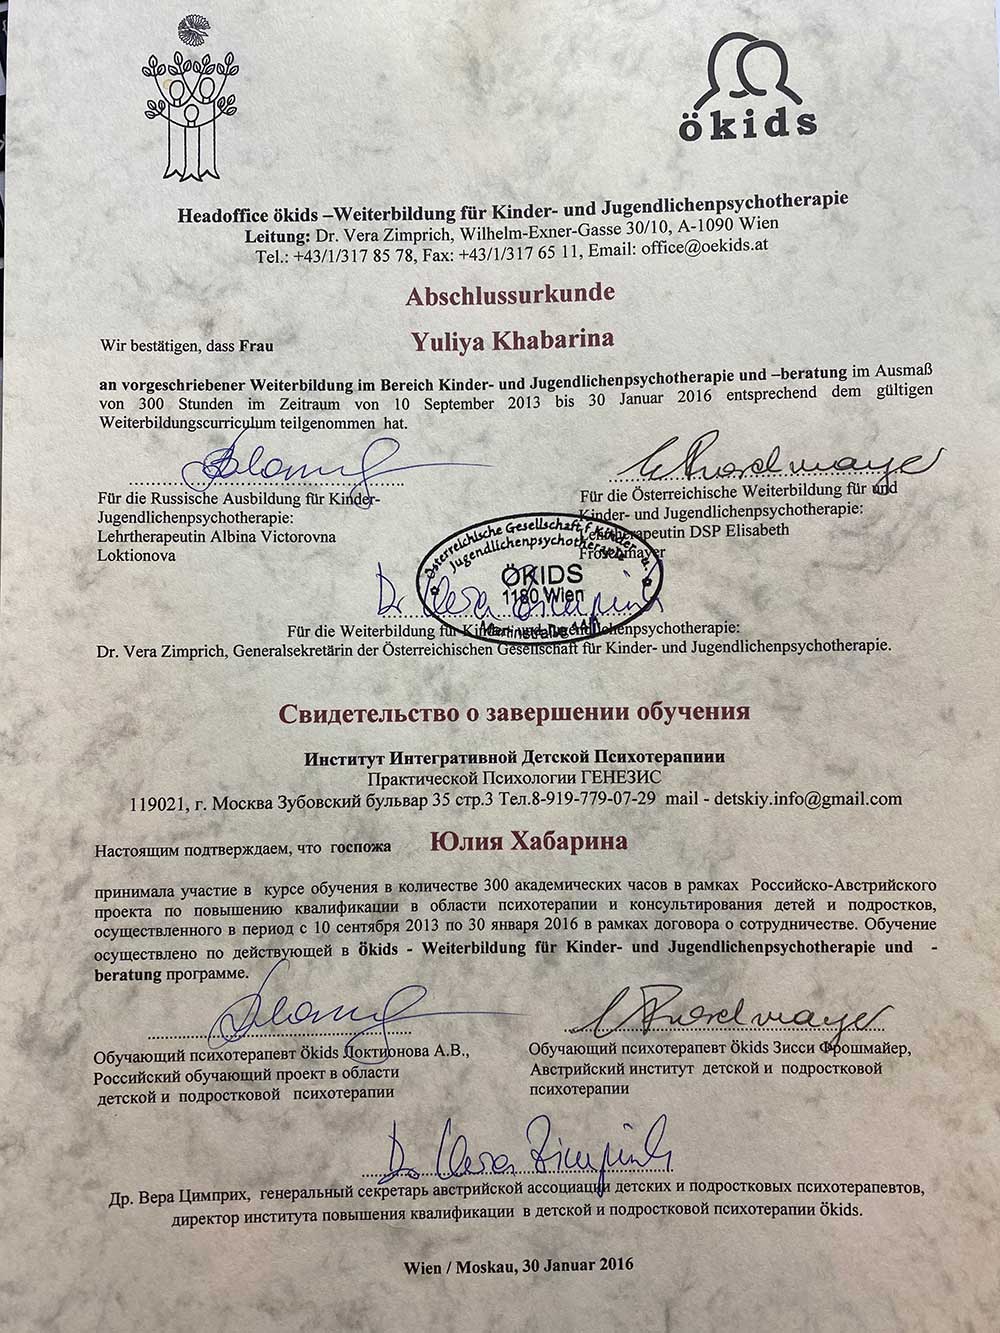 ökids
Headoffice ökids –Weiterbildung für Kinder- und Jugendlichenpsychotherapie
Leitung: Dr. Vera Zimprich, Wilhelm-Exner-Gasse 30/10, A-1090 Wien
Tel.: +43/1/317 85 78, Fax: +43/1/317 65 11, Email: office@oekids.at
Abschlussurkunde
Wir bestätigen, dass Frau Yuliya Khabarina
an vorgeschriebener Weiterbildung im Bereich Kinder- und Jugendlichenpsychotherapie und –beratung im Ausmaß
von 300 Stunden im Zeitraum von 10 September 2013 bis 30 Januar 2016 entsprechend dem gültigen
Weiterbildungscurriculum teilgenommen hat.
Für die Russische Ausbildung für Kinder-
Jugendlichenpsychotherapie:
Lehrtherapeutin Albina Victorovna
Loktionova
Für die Österreichische Weiterbildung für und
Kinder- und Jugendlichenpsychotherapie:
Lehrtherapeutin DSP Elisabeth
Froschmayer
Österreichische Gesellschaft f. Kinder u.
Jugendlichenpsychotherapie
ÖKIDS
1180 Wien
Dr. Vera Zimprich
Für die Weiterbildung für Kinder- und Jugendlichenpsychotherapie:
Dr. Vera Zimprich, Generalsekretärin der Österreichischen Gesellschaft für Kinder- und Jugendlichenpsychotherapie.
Свидетельство о завершении обучения
Институт Интегративной Детской Психотерапиии
Практической Психологии ГЕНЕЗИС
119021, г. Москва Зубовский бульвар 35 стр.3 Тел.8-919-779-07-29 mail - detskiy.info@gmail.com
Настоящим подтверждаем, что госпожа Юлия Хабарина
принимала участие в курсе обучения в количестве 300 академических часов в рамках Российско-Австрийского
проекта по повышению квалификации в области психотерапии и консультирования детей и подростков,
осуществленного в период с 10 сентября 2013 по 30 января 2016 в рамках договора о сотрудничестве. Обучение
осуществлено по действующей в ökids - Weiterbildung für Kinder- und Jugendlichenpsychotherapie und -
beratung программе.
Обучающий психотерапевт ökids Локтионова А.В.,
Российский обучающий проект в области
детской и подростковой психотерапии
Обучающий психотерапевт ökids Зисси Фрошмайер,
Австрийский институт детской и подростковой
психотерапии
Dr. Vera Zimprich
Др. Вера Цимприх, генеральный секретарь австрийской ассоциации детских и подростковых психотерапевтов,
директор института повышения квалификации в детской и подростковой психотерапии ökids.
Wien / Moskau, 30 Januar 2016